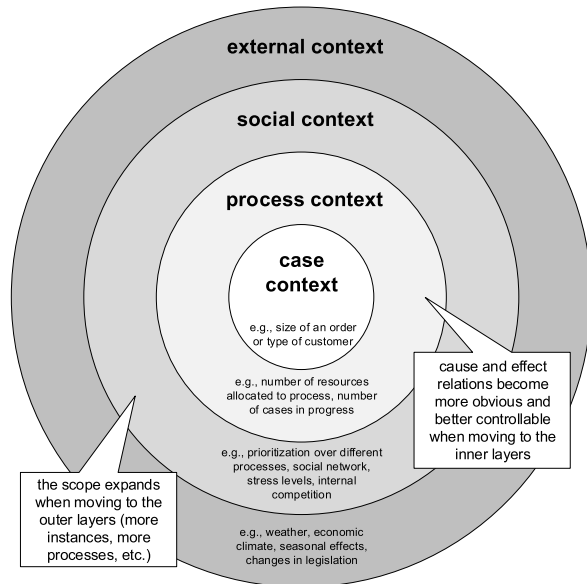 external context
social context
process context
case
context
e.g., size of an order
or type of customer
e.g., number of resources
allocated to process, number
of cases in progress
cause and effect
relations become
more obvious and
better controllable
when moving to the
inner layers
e.g., prioritization over different
processes, social network,
stress levels, internal
competition
the scope expands
when moving to the
outer layers (more
instances, more
processes, etc.)
e.g., weather, economic
climate, seasonal effects,
changes in legislation